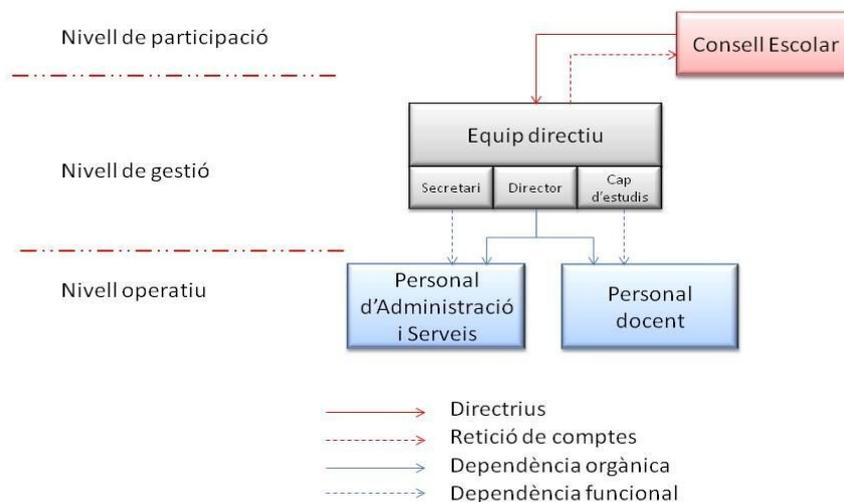 Nivell de participació
Consell Escolar
Equip directiu
Nivell de gestió
Secretari
Director
Cap
d'estudis
Nivell operatiu
Personal
d'Administració
i Serveis
Personal
docent
Directrius
Retició de comptes
Dependència orgànica
Dependència funcional